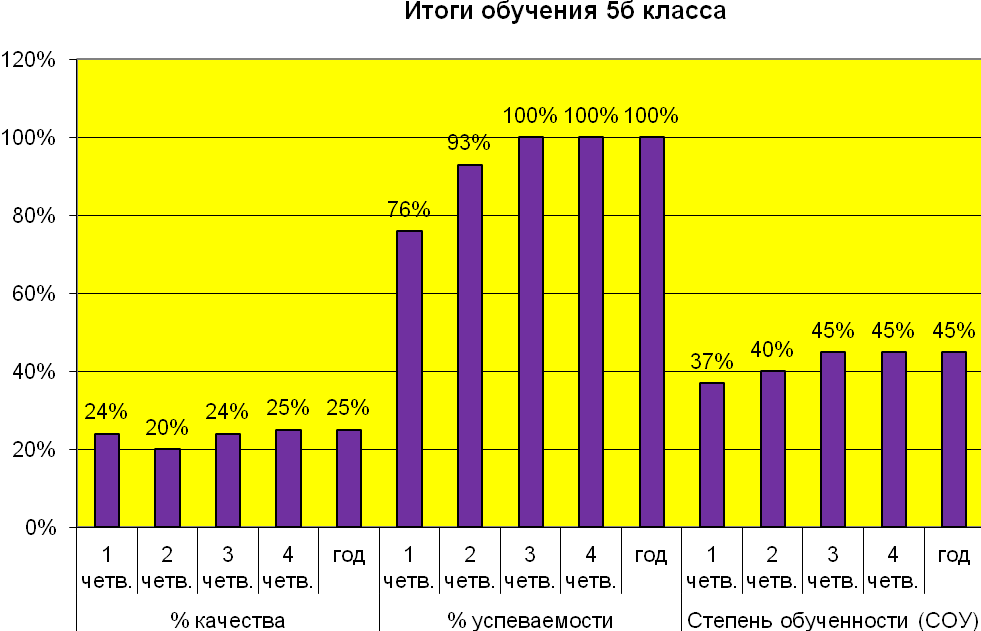 Итоги обучения 5б класса
120%
100%
80%
60%
40%
20%
0%
24% 20% 24% 25% 25% 76% 93% 100% 100% 100% 37% 40% 45% 45% 45%
1 четв. 2 четв. 3 четв. 4 четв. год 1 четв. 2 четв. 3 четв. 4 четв. год 1 четв. 2 четв. 3 четв. 4 четв. год
% качества % успеваемости Степень обученности (СОУ)